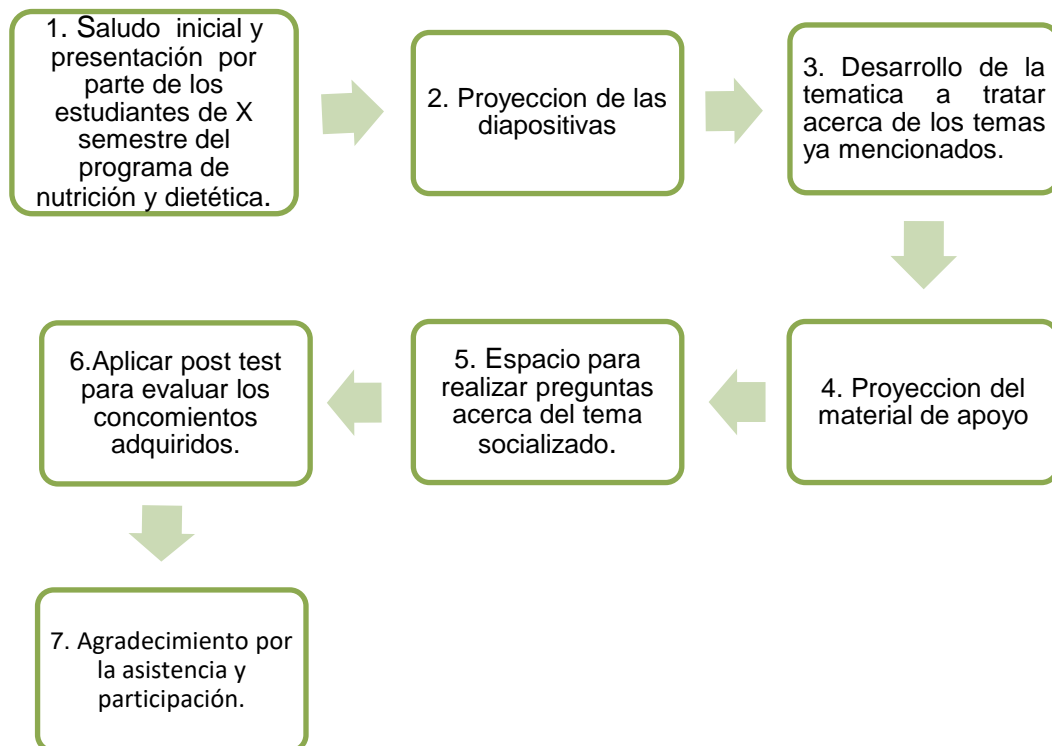 1. Saludo inicial y
presentación por
parte de los
estudiantes de X
semestre del
programa de
nutrición y dietética.
2. Proyeccion de las
diapositivas
3. Desarrollo de la
tematica a tratar
acerca de los temas
ya mencionados.
4. Proyeccion del
material de apoyo
5. Espacio para
realizar preguntas
acerca del tema
socializado.
6.Aplicar post test
para evaluar los
concomientos
adquiridos.
7. Agradecimiento por
la asistencia y
participación.